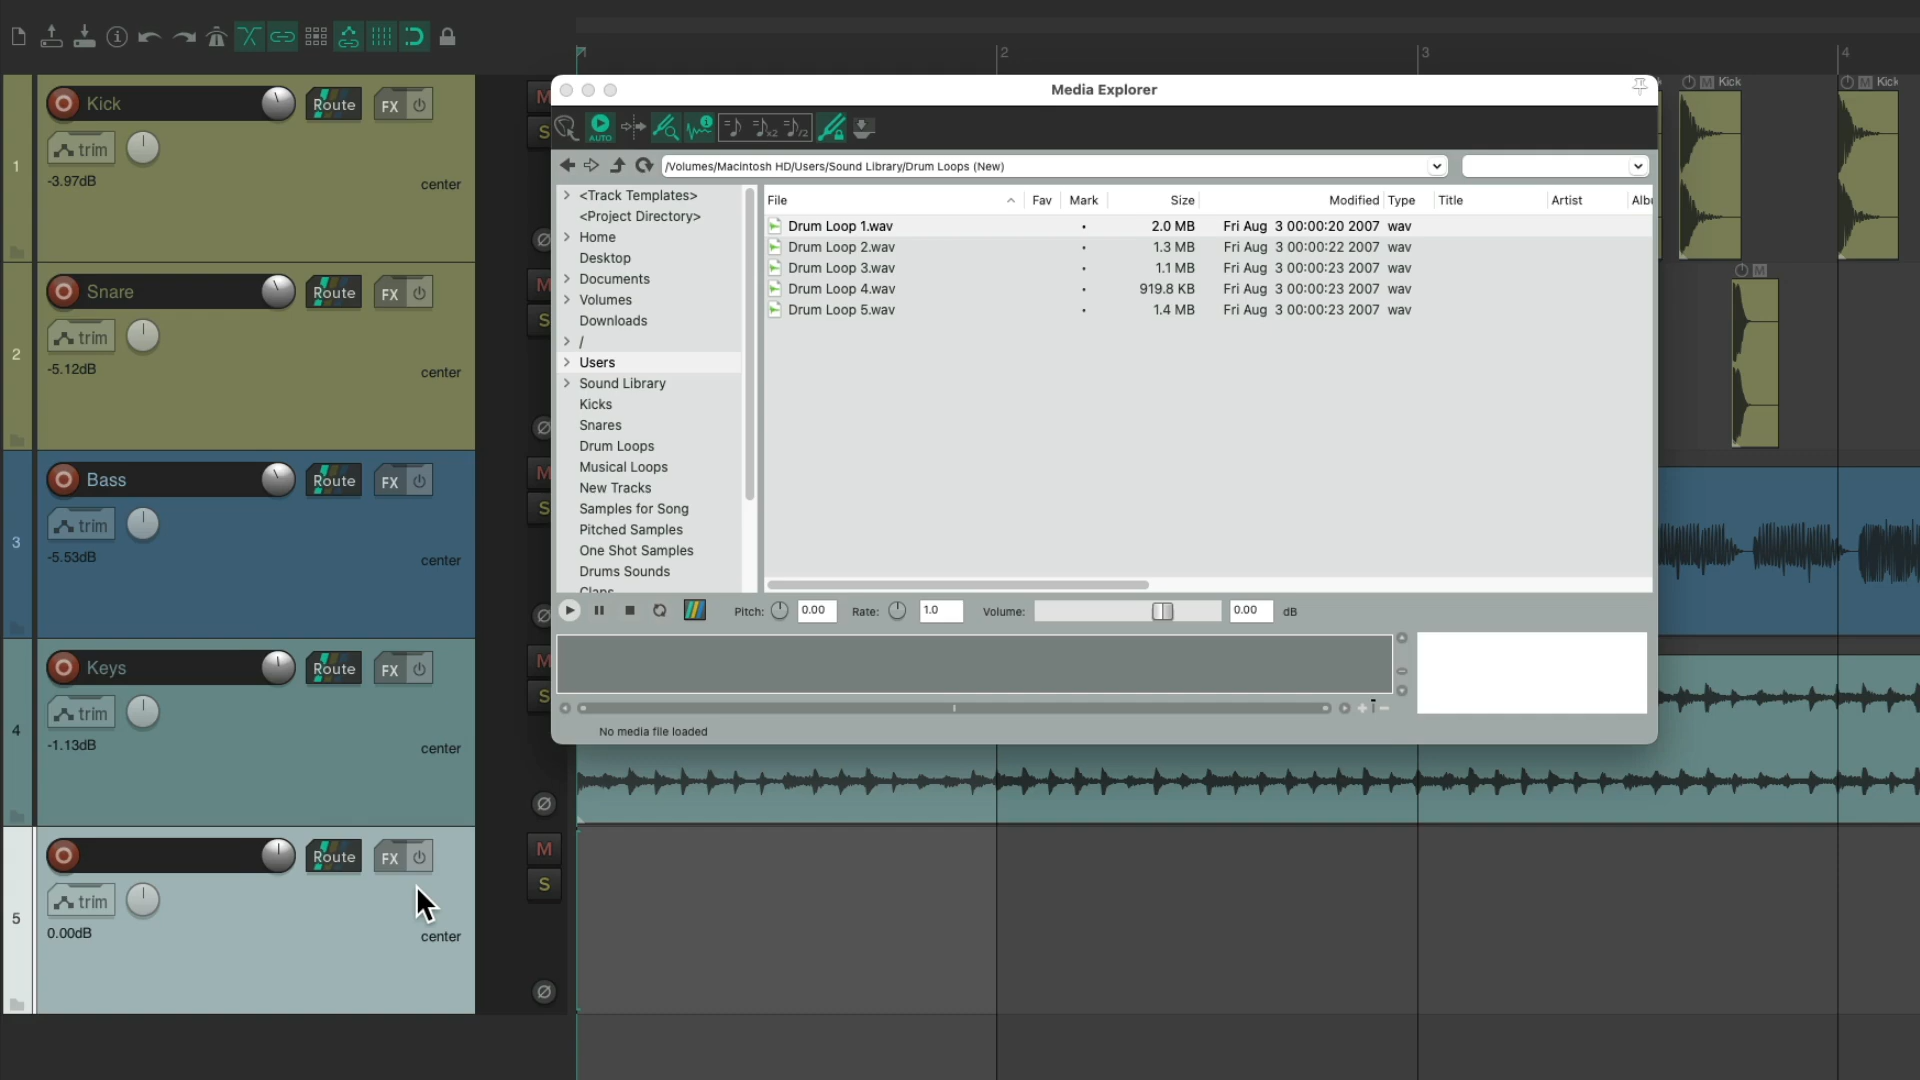 2
3
4
Kick
Route
FX
trim
-3.97dB
center
1
M
S
Snare
Route
FX
trim
-5.12dB
center
2
M
S
Bass
Route
FX
trim
-5.53dB
center
3
M
S
Keys
Route
FX
trim
-1.13dB
center
4
M
S
Route
FX
trim
0.00dB
center
5
M
S
M Kick
M Kick
M
Media Explorer
AUTO
x2
/2
/Volumes/Macintosh HD/Users/Sound Library/Drum Loops (New)
<Track Templates>
<Project Directory>
Home
Desktop
Documents
Volumes
Downloads
/
Users
Sound Library
Kicks
Snares
Drum Loops
Musical Loops
New Tracks
Samples for Song
Pitched Samples
One Shot Samples
Drums Sounds
Claps
File Fav Mark Size Modified Type Title Artist Albu
Drum Loop 1.wav 2.0 MB Fri Aug 3 00:00:20 2007 wav
Drum Loop 2.wav 1.3 MB Fri Aug 3 00:00:22 2007 wav
Drum Loop 3.wav 1.1 MB Fri Aug 3 00:00:23 2007 wav
Drum Loop 4.wav 919.8 KB Fri Aug 3 00:00:23 2007 wav
Drum Loop 5.wav 1.4 MB Fri Aug 3 00:00:23 2007 wav
Pitch: 0.00 Rate: 1.0 Volume: 0.00 dB
No media file loaded